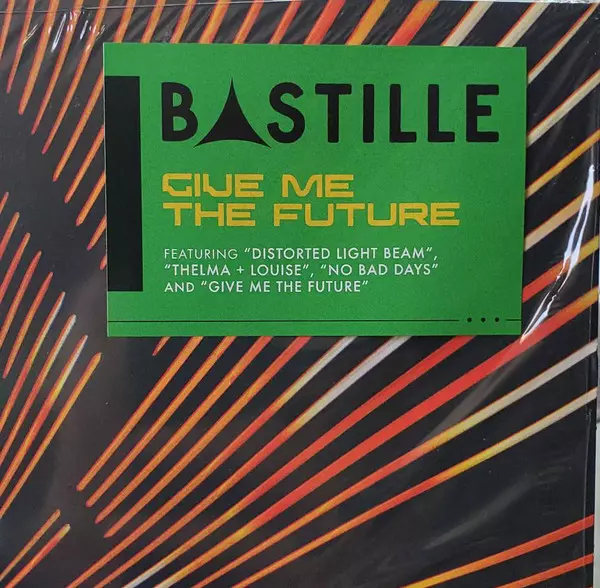 BASTILLE
GIVE ME
THE FUTURE
FEATURING “DISTORTED LIGHT BEAM”,
“THELMA + LOUISE”, “NO BAD DAYS”
AND “GIVE ME THE FUTURE”